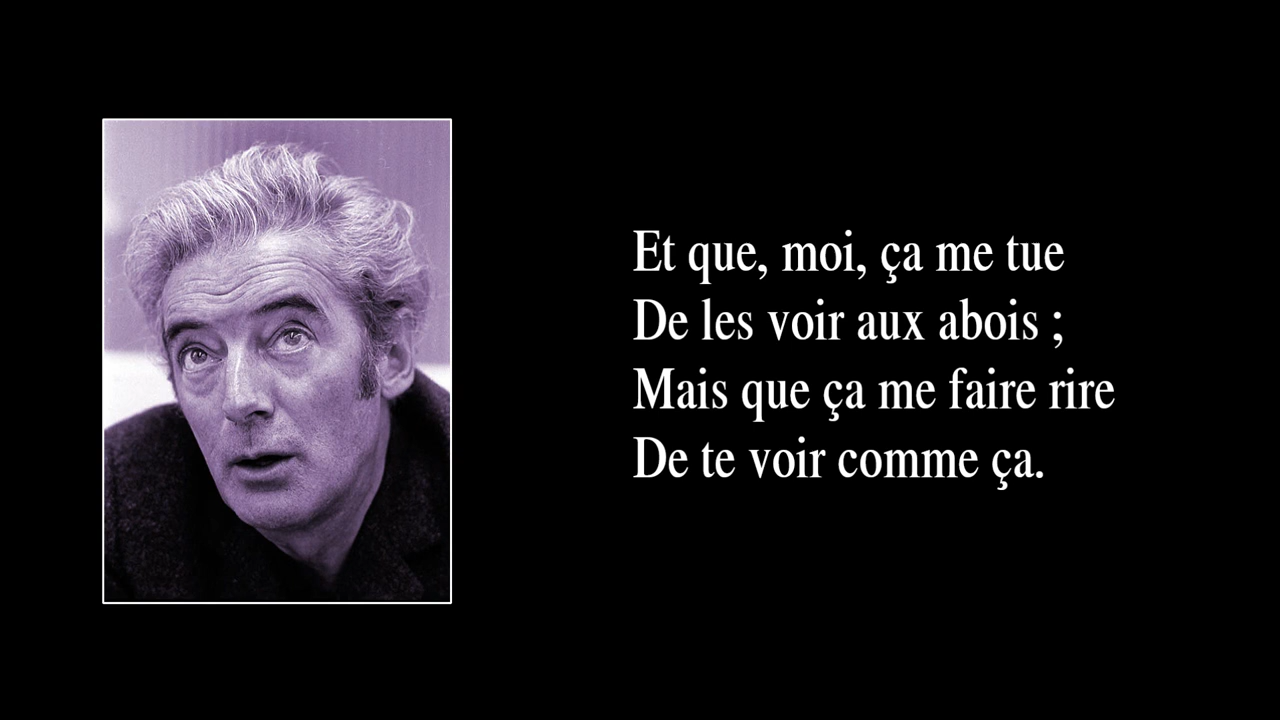 Et que, moi, ça me tue
De les voir aux abois ;
Mais que ça me faire rire
De te voir comme ça.